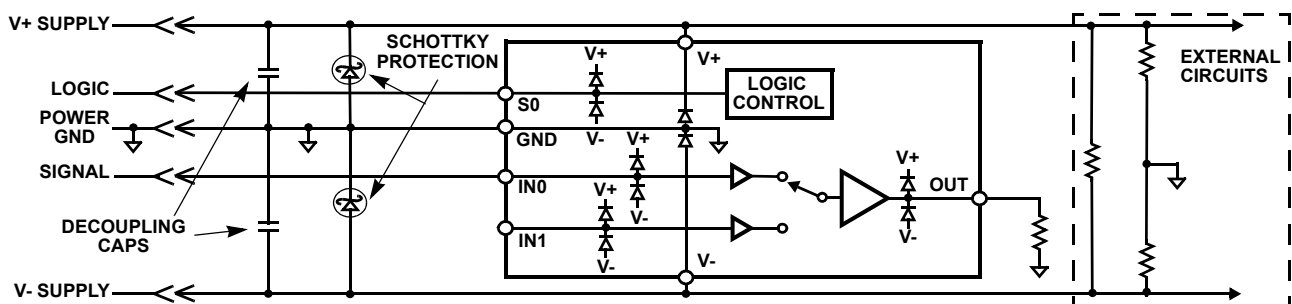 V+ SUPPLY
LOGIC
POWER
GND
SIGNAL
DECOUPLING
CAPS
V- SUPPLY
SCHOTTKY
PROTECTION
V+
S0
V-
GND
V+
LOGIC
CONTROL
V+
IN0
V-
V+
IN1
V-
V+
OUT
V-
V-
EXTERNAL
CIRCUITS